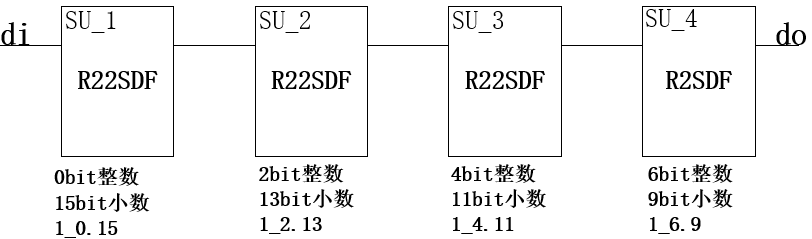 di
SU_1
R22SDF
0bit整数
15bit小数
1_0.15
SU_2
R22SDF
2bit整数
13bit小数
1_2.13
SU_3
R22SDF
4bit整数
11bit小数
1_4.11
SU_4
R2SDF
6bit整数
9bit小数
1_6.9
do